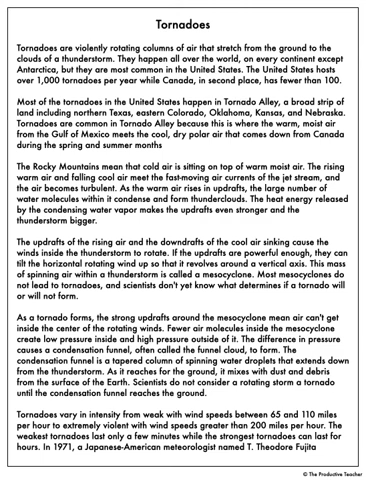 Tornadoes
Tornadoes are violently rotating columns of air that stretch from the ground to the
clouds of a thunderstorm. They happen all over the world, on every continent except
Antarctica, but they are most common in the United States. The United States hosts
over 1,000 tornadoes per year while Canada, in second place, has fewer than 100.
Most of the tornadoes in the United States happen in Tornado Alley, a broad strip of
land including northern Texas, eastern Colorado, Oklahoma, Kansas, and Nebraska.
Tornadoes are common in Tornado Alley because this is where the warm, moist air
from the Gulf of Mexico meets the cool, dry polar air that comes down from Canada
during the spring and summer months
The Rocky Mountains mean that cold air is sitting on top of warm moist air. The rising
warm air and falling cool air meet the fast-moving air currents of the jet stream, and
the air becomes turbulent. As the warm air rises in updrafts, the large number of
water molecules within it condense and form thunderclouds. The heat energy released
by the condensing water vapor makes the updrafts even stronger and the
thunderstorm bigger.
The updrafts of the rising air and the downdrafts of the cool air sinking cause the
winds inside the thunderstorm to rotate. If the updrafts are powerful enough, they can
tilt the horizontal rotating wind up so that it revolves around a vertical axis. This mass
of spinning air within a thunderstorm is called a mesocyclone. Most mesocyclones do
not lead to tornadoes, and scientists don't yet know what determines if a tornado will
or will not form.
As a tornado forms, the strong updrafts around the mesocyclone mean air can't get
inside the center of the rotating winds. Fewer air molecules inside the mesocyclone
create low pressure inside and high pressure outside of it. The difference in pressure
causes a condensation funnel, often called the funnel cloud, to form. The
condensation funnel is a tapered column of spinning water droplets that extends down
from the thunderstorm. As it reaches for the ground, it mixes with dust and debris
from the surface of the Earth. Scientists do not consider a rotating storm a tornado
until the condensation funnel reaches the ground.
Tornadoes vary in intensity from weak with wind speeds between 65 and 110 miles
per hour to extremely violent with wind speeds greater than 200 miles per hour. The
weakest tornadoes last only a few minutes while the strongest tornadoes can last for
hours. In 1971, a Japanese-American meteorologist named T. Theodore Fujita
© The Productive Teacher